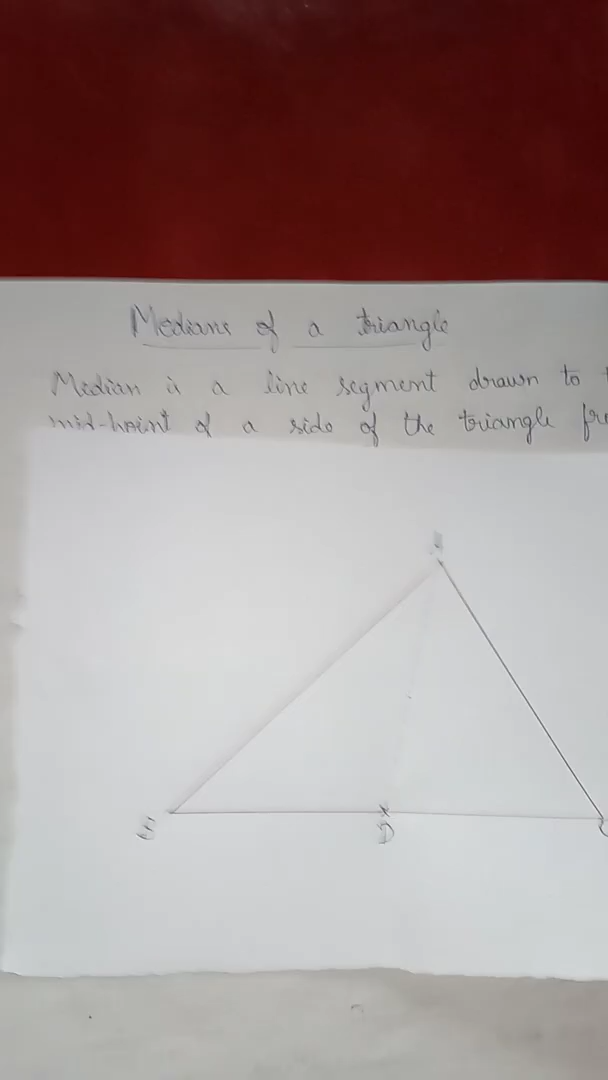 Medians of a triangle
Median is a line segment drawn to
mid-point of a side of the triangle
A
B
D
C